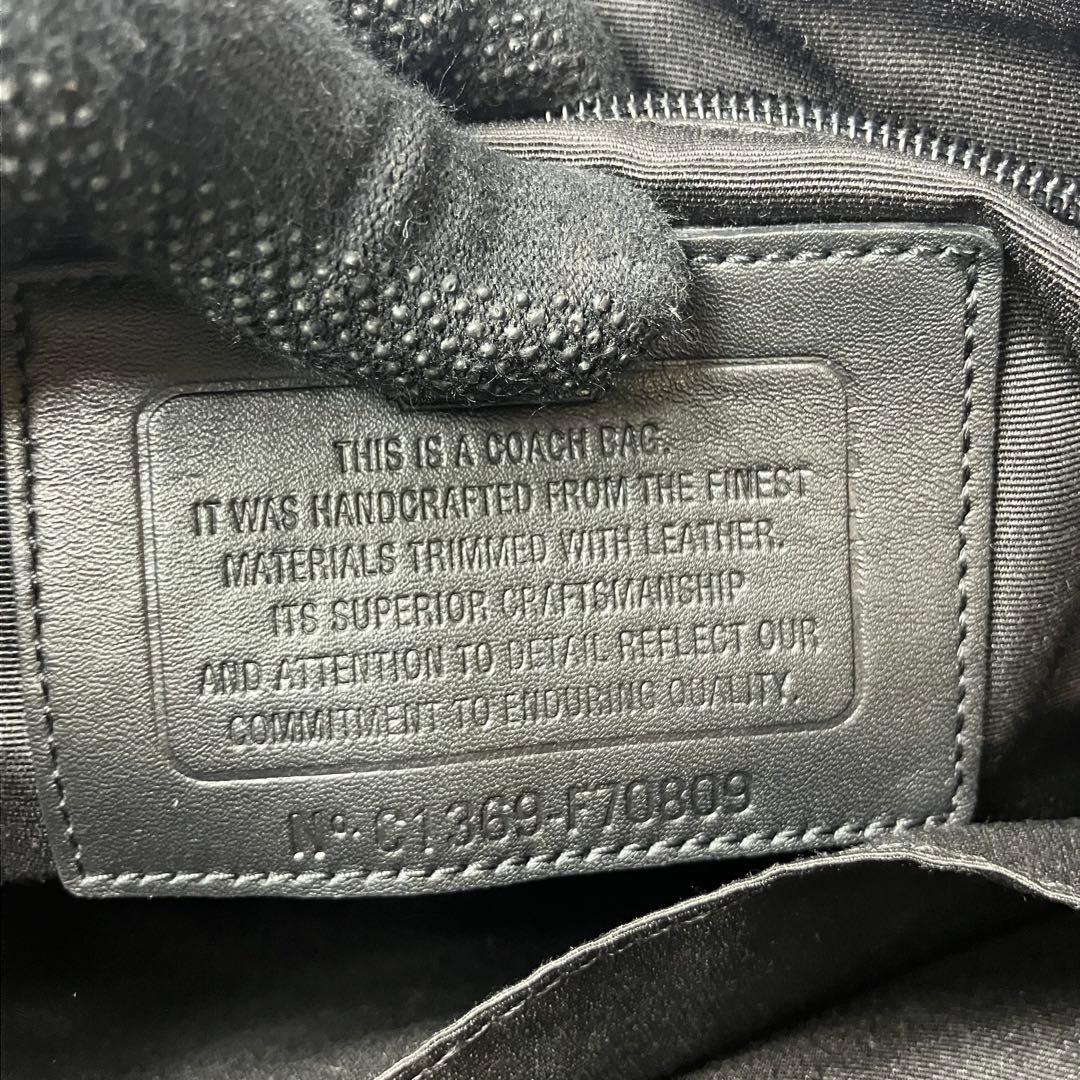 THIS IS A COACH BAG.
IT WAS HANDCRAFTED FROM THE FINEST
MATERIALS TRIMMED WITH LEATHER.
ITS SUPERIOR CRAFTSMANSHIP
AND ATTENTION TO DETAIL REFLECT OUR
COMMITMENT TO ENDURING QUALITY.
Nº. C1369-F70809